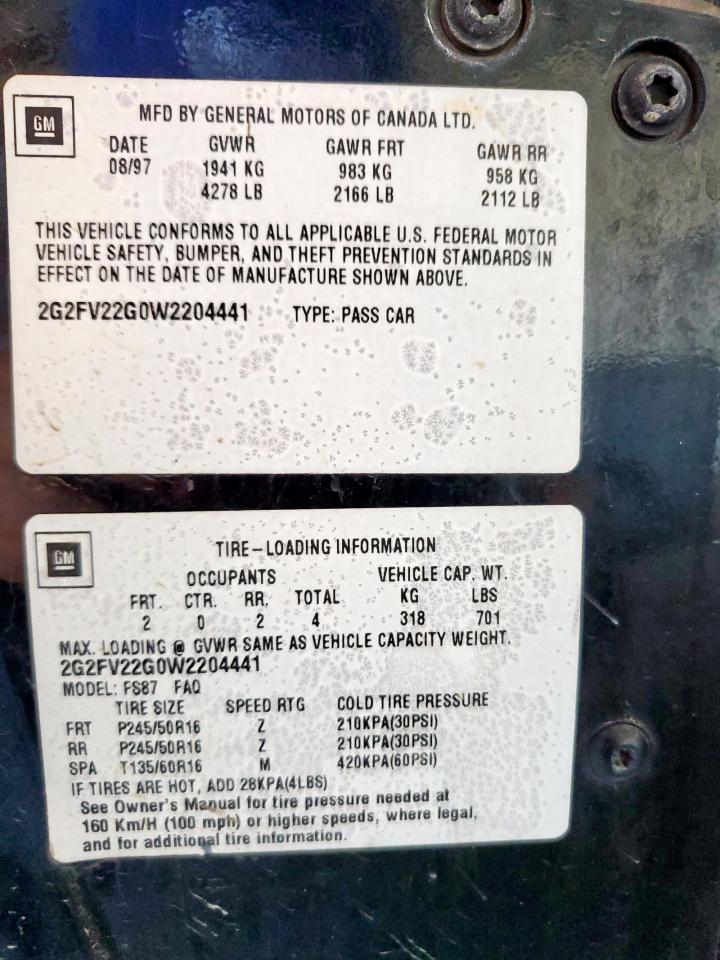 GM
MFD BY GENERAL MOTORS OF CANADA LTD.
DATE GVWR GAWR FRT GAWR RR
08/97 1941 KG 983 KG 958 KG
4278 LB 2166 LB 2112 LB
THIS VEHICLE CONFORMS TO ALL APPLICABLE U.S. FEDERAL MOTOR
VEHICLE SAFETY, BUMPER, AND THEFT PREVENTION STANDARDS IN
EFFECT ON THE DATE OF MANUFACTURE SHOWN ABOVE.
2G2FV22G0W2204441 TYPE: PASS CAR
GM
TIRE-LOADING INFORMATION
OCCUPANTS VEHICLE CAP. WT.
FRT. CTR. RR. TOTAL KG LBS
2 0 2 4 318 701
MAX. LOADING @ GVWR SAME AS VEHICLE CAPACITY WEIGHT.
2G2FV22G0W2204441
MODEL: FS87 FAQ
TIRE SIZE SPEED RTG COLD TIRE PRESSURE
FRT P245/50R16 Z 210KPA(30PSI)
RR P245/50R16 Z 210KPA(30PSI)
SPA T135/60R16 M 420KPA(60PSI)
IF TIRES ARE HOT, ADD 28KPA(4LBS)
See Owner's Manual for tire pressure needed at
160 Km/H (100 mph) or higher speeds, where legal,
and for additional tire information.